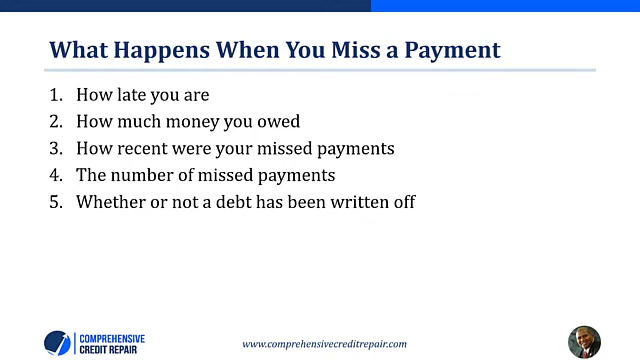 What Happens When You Miss a Payment
1. How late you are
2. How much money you owed
3. How recent were your missed payments
4. The number of missed payments
5. Whether or not a debt has been written off
COMPREHENSIVE
CREDIT REPAIR
www.comprehensivecreditrepair.com